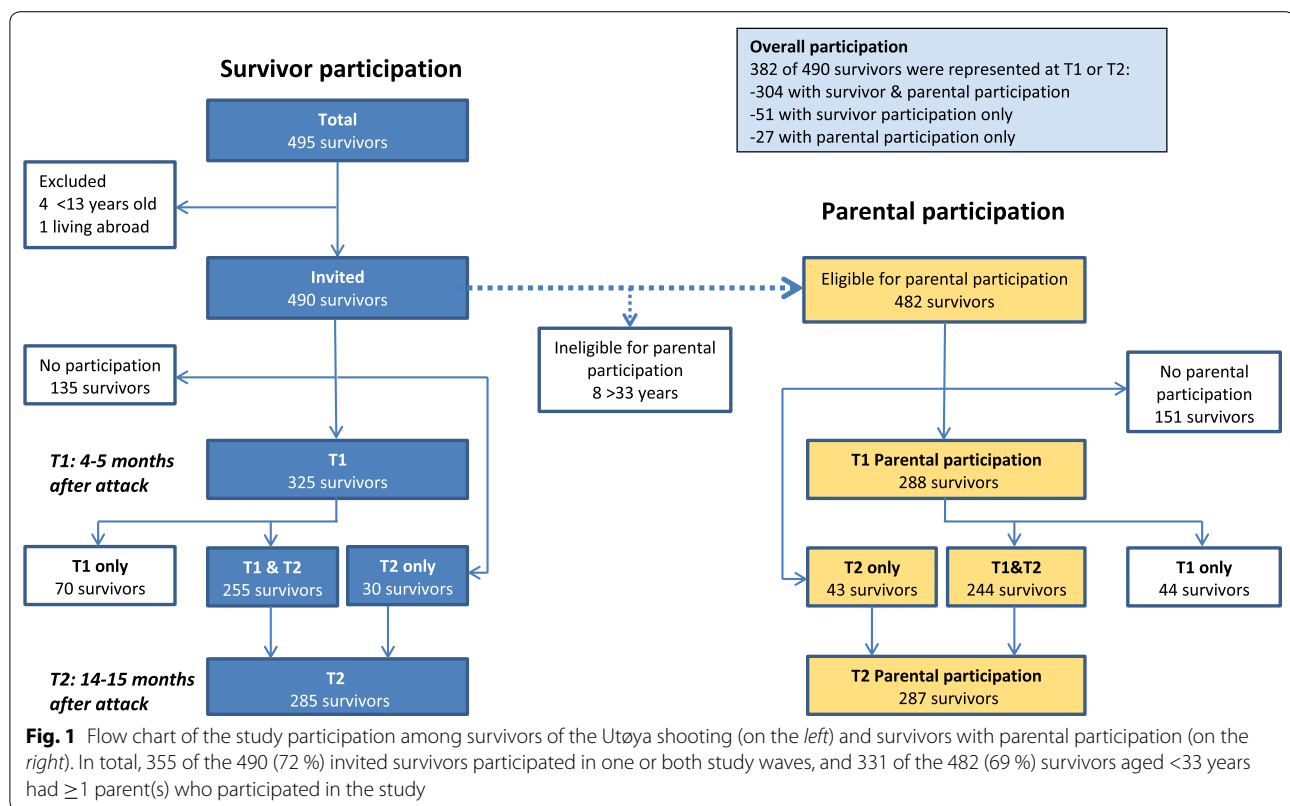 Overall participation
382 of 490 survivors were represented at T1 or T2:
-304 with survivor & parental participation
-51 with survivor participation only
-27 with parental participation only
Survivor participation
Total
495 survivors
Excluded
4 <13 years old
1 living abroad
Parental participation
Invited
490 survivors
Eligible for parental participation
482 survivors
Ineligible for parental
participation
8 >33 years
No participation
135 survivors
No parental
participation
151 survivors
T1: 4-5 months
after attack
T1
325 survivors
T1 Parental participation
288 survivors
T1 only
70 survivors
T1 & T2
255 survivors
T2 only
30 survivors
T2 only
43 survivors
T1&T2
244 survivors
T1 only
44 survivors
T2: 14-15 months
after attack
T2
285 survivors
T2 Parental participation
287 survivors
Fig. 1 Flow chart of the study participation among survivors of the Utøya shooting (on the left) and survivors with parental participation (on the
right). In total, 355 of the 490 (72 %) invited survivors participated in one or both study waves, and 331 of the 482 (69 %) survivors aged <33 years
had ≥1 parent(s) who participated in the study